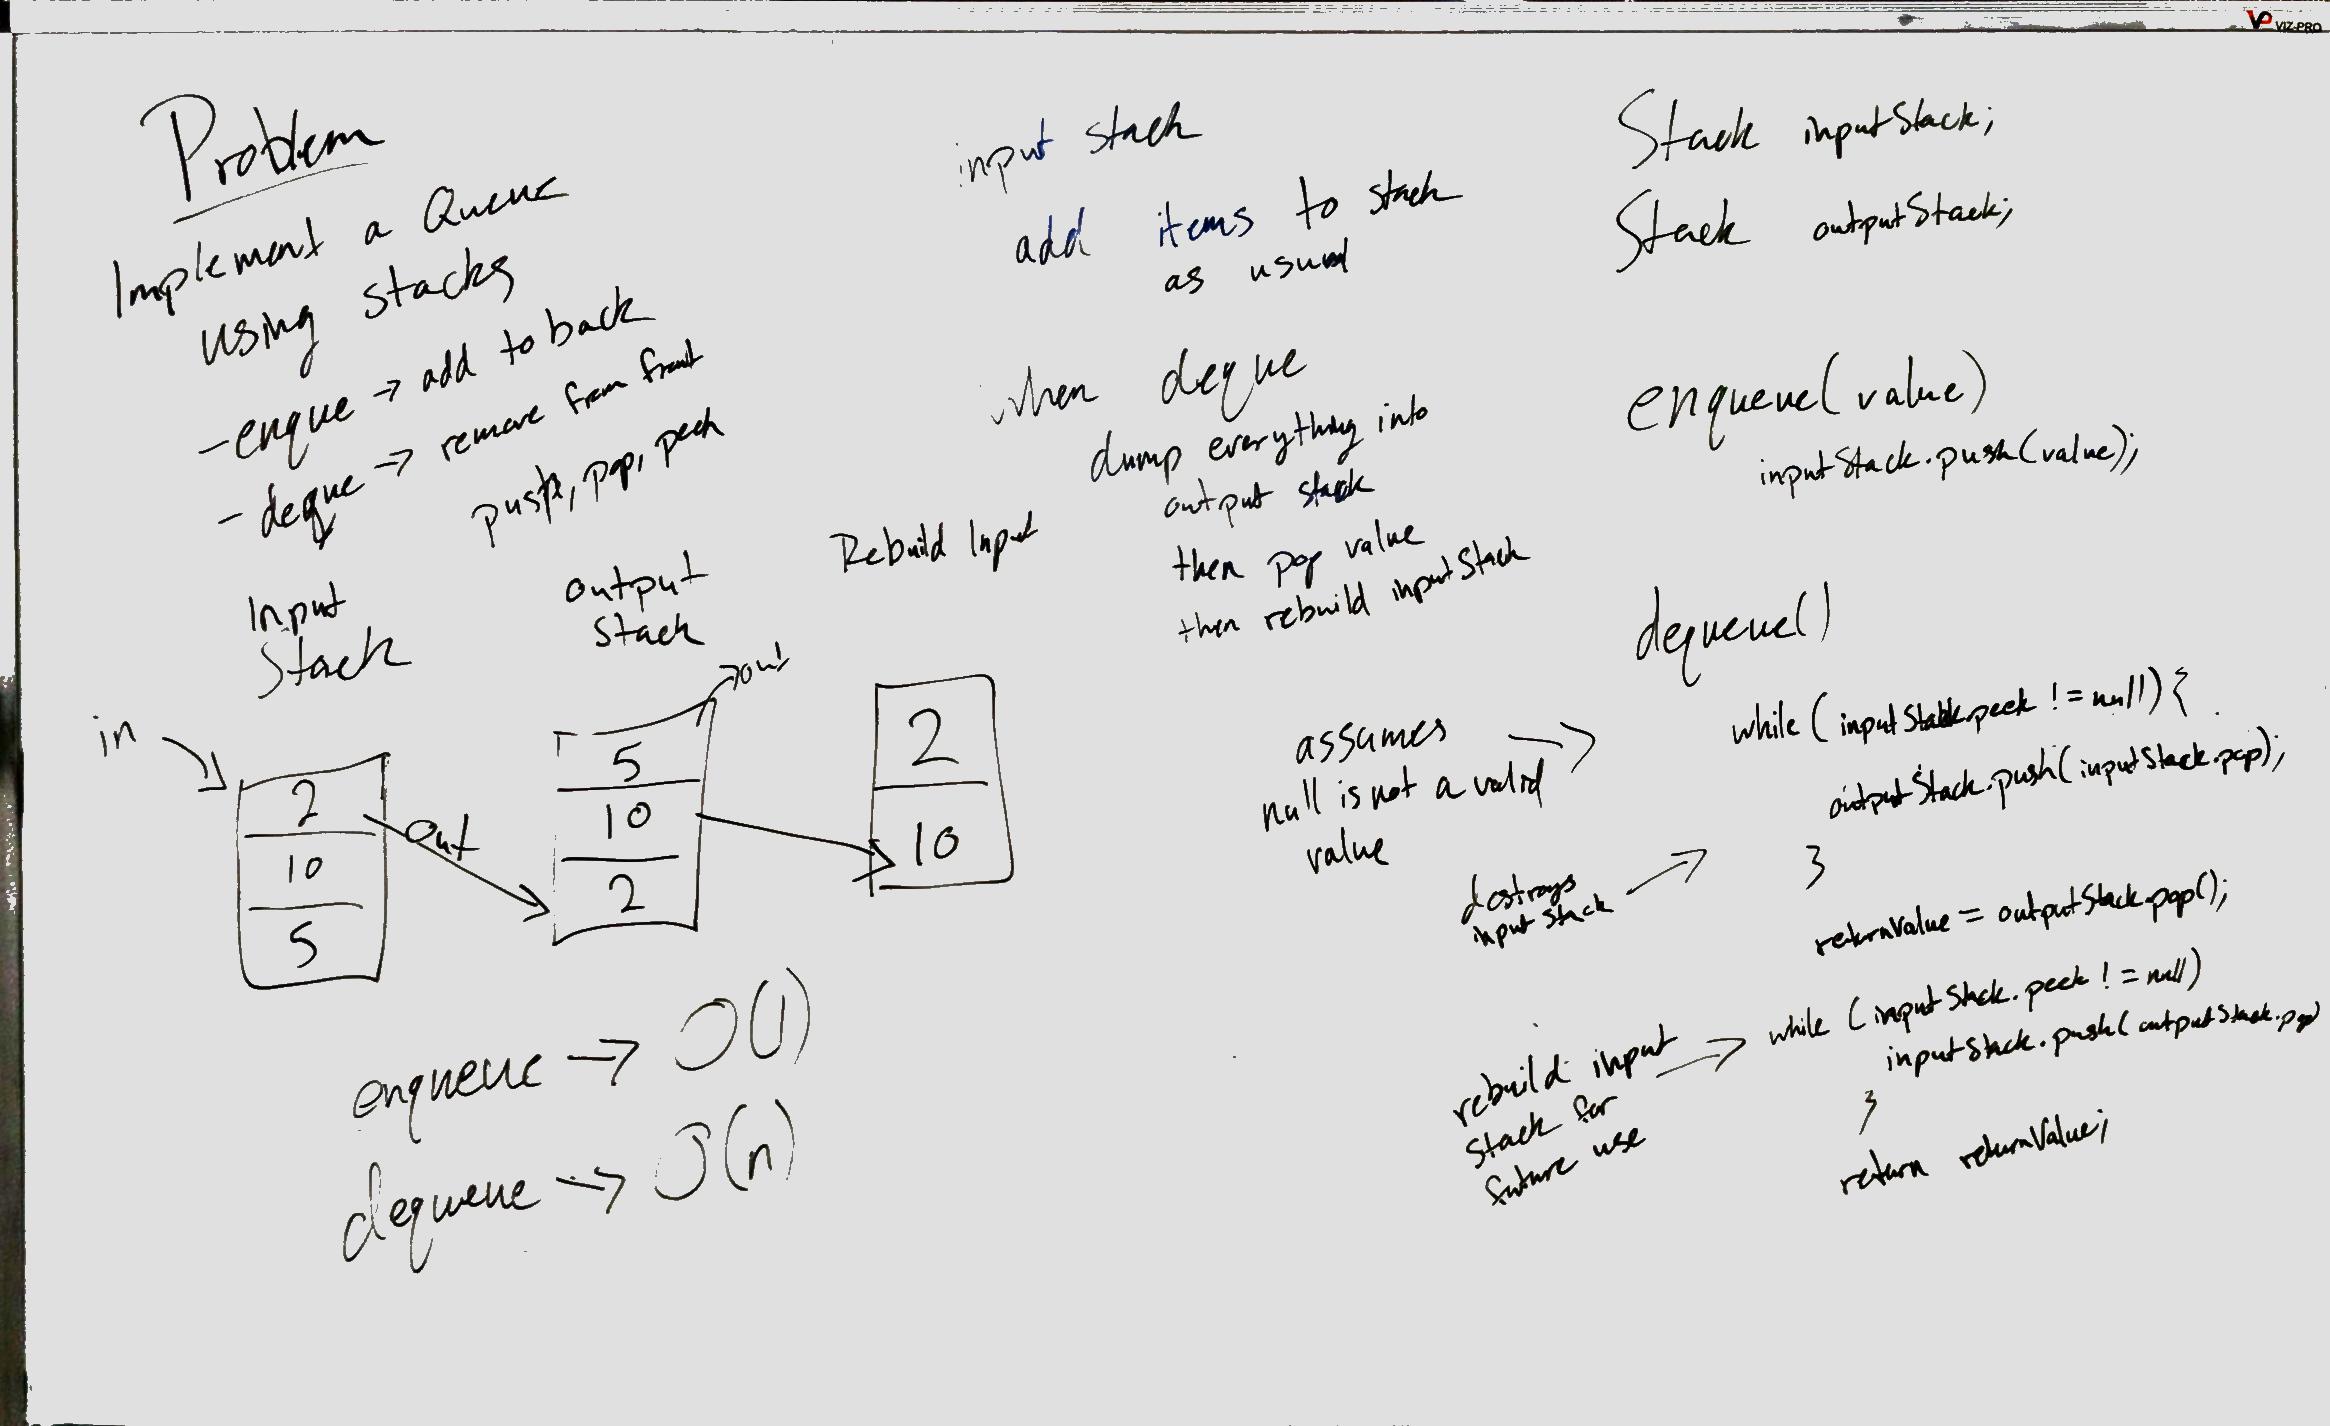 VP VIZ-PRO
Problem
Implement a Queue
using stacks
- enque → add to back
- deque → remove from front
push, pop, peek
Input
Stack
output
stack
Rebuild Input
in
out
2
10
5
out
5
10
2
2
10
enqueue → O(1)
dequeue → O(n)
input stack
add items to stack
as usual
when deque
dump everything into
output stack
then pop value
then rebuild inputStack
assumes
null is not a valid
value
destroys
input stack
rebuild input
stack for
future use
Stack inputStack;
Stack outputStack;
enqueue(value)
inputStack.push(value);
dequeue()
while (inputStack.peek != null) {
outputStack.push(inputStack.pop);
}
returnValue = outputStack.pop();
while (inputStack.peek != null)
inputStack.push(outputStack.pop)
}
return returnValue;